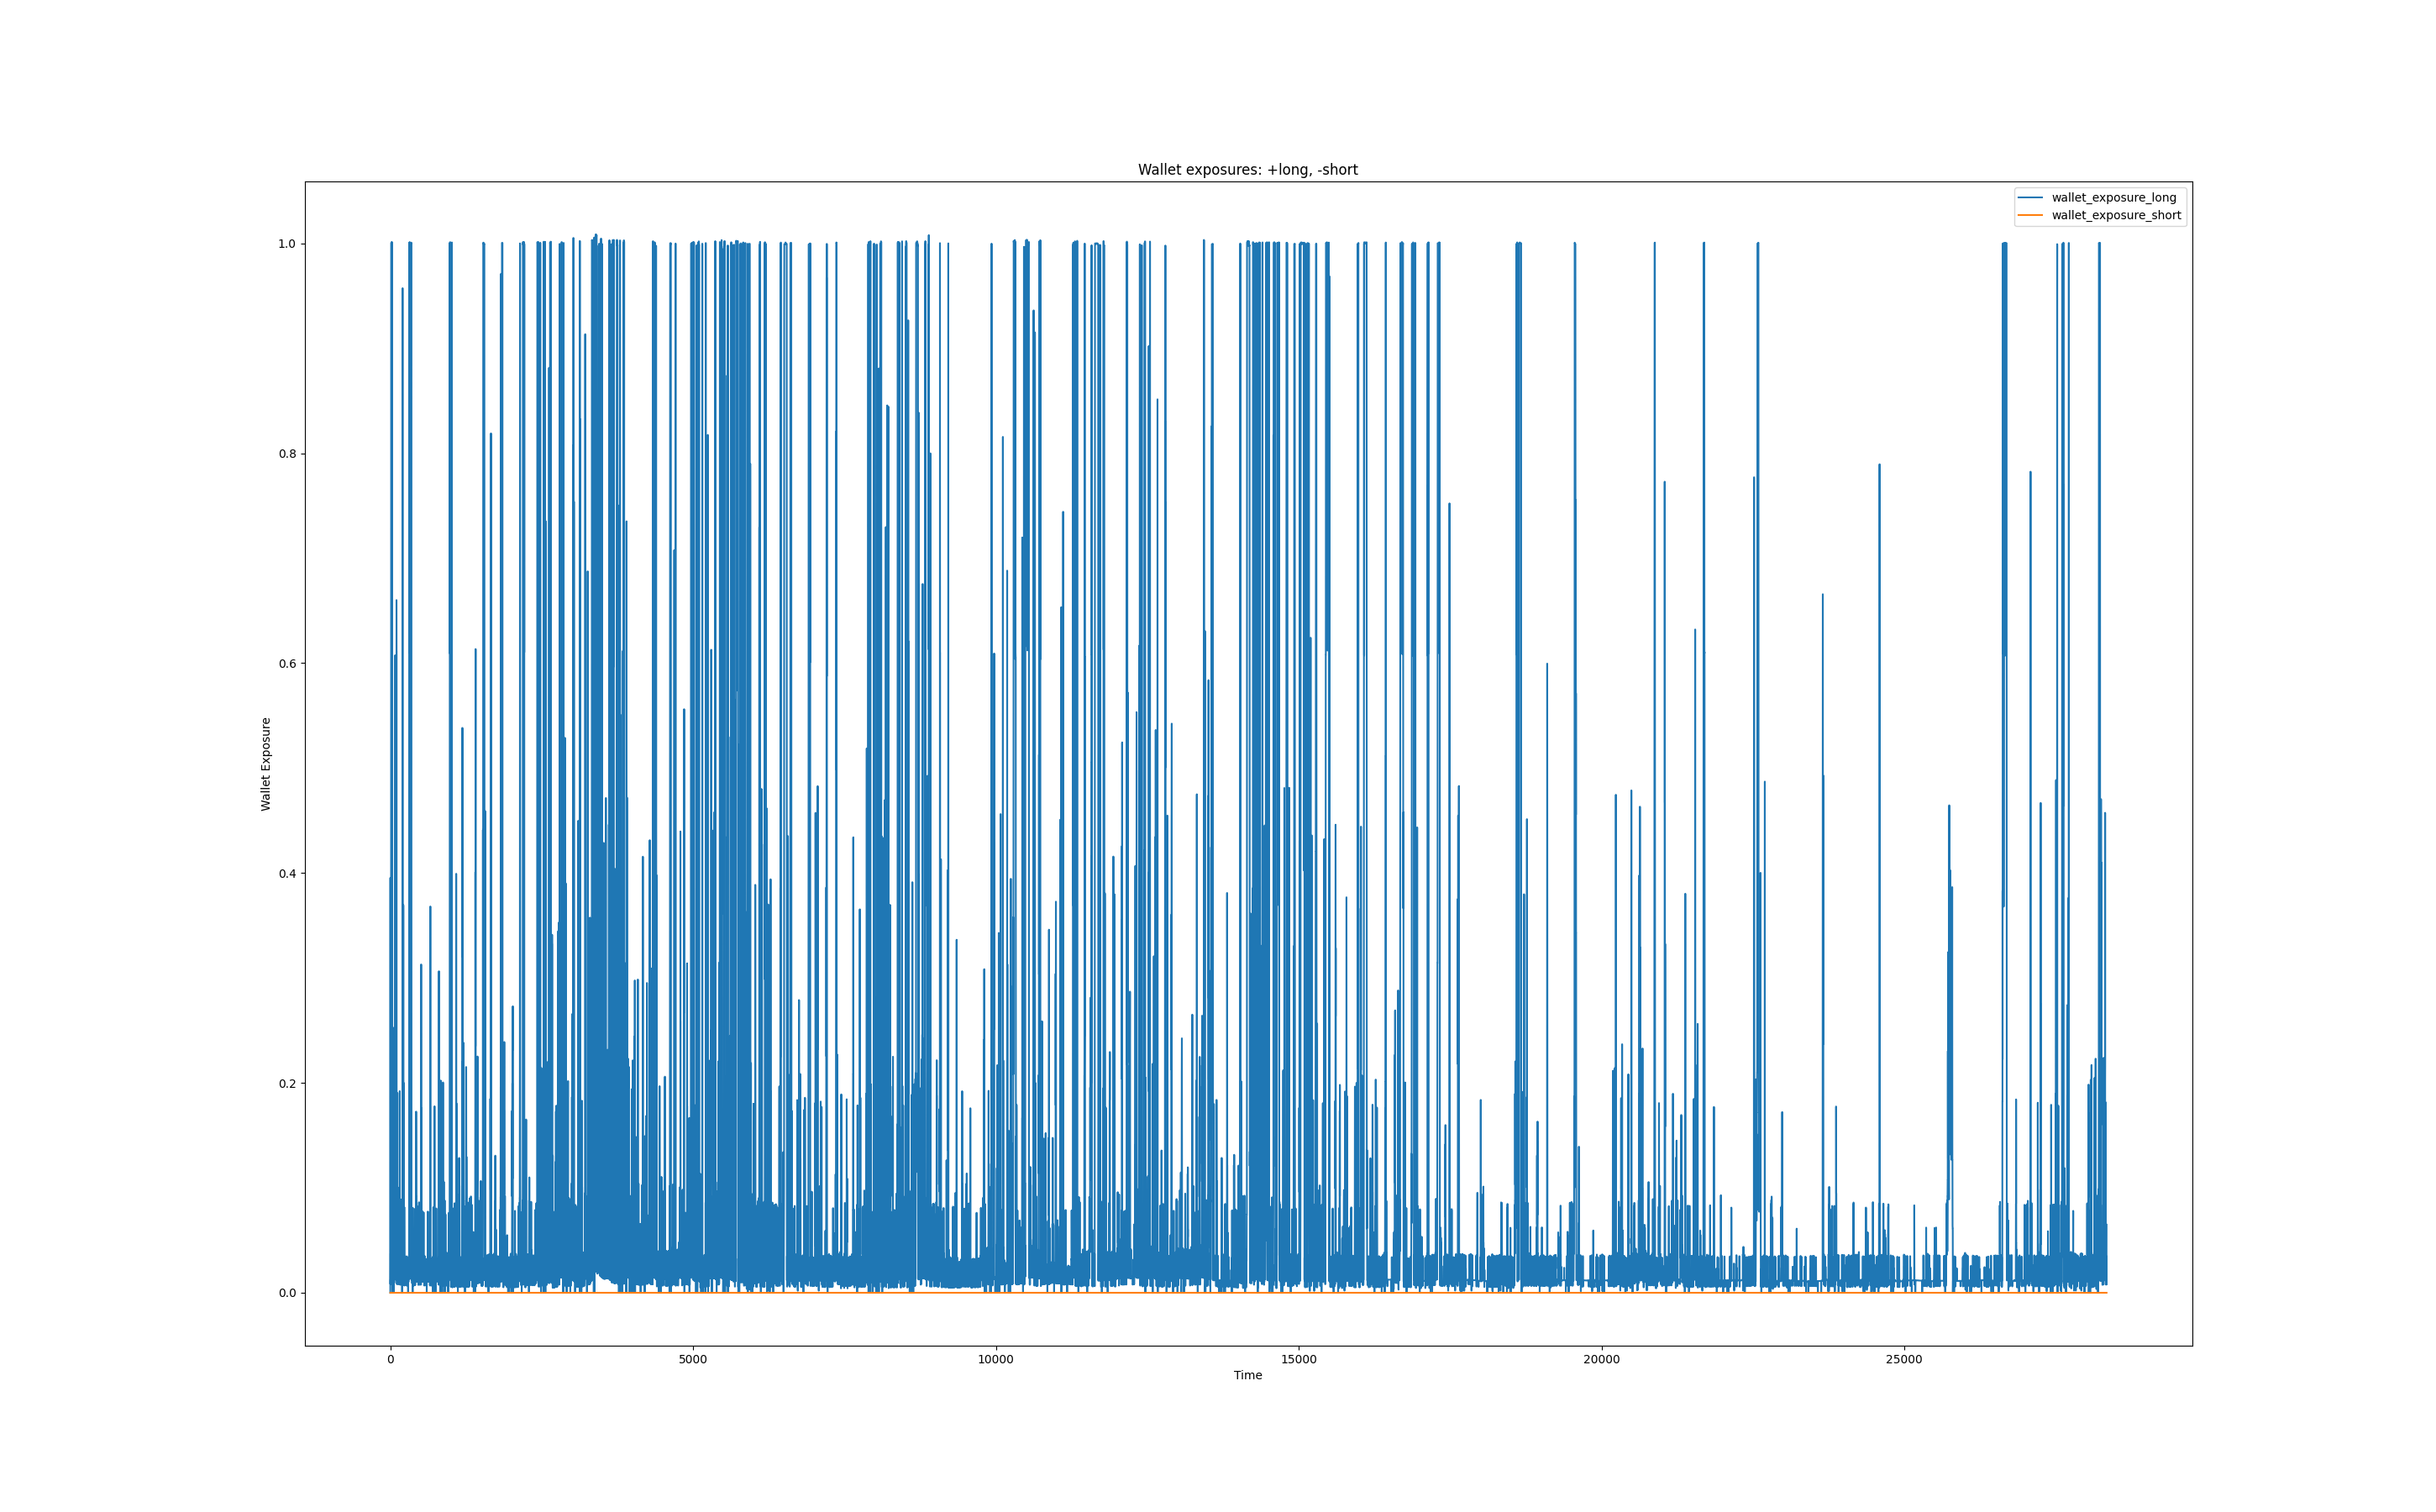 Wallet exposures: +long, -short
wallet_exposure_long
wallet_exposure_short
1.0
0.8
0.6
0.4
0.2
0.0
Wallet Exposure
0 5000 10000 15000 20000 25000
Time